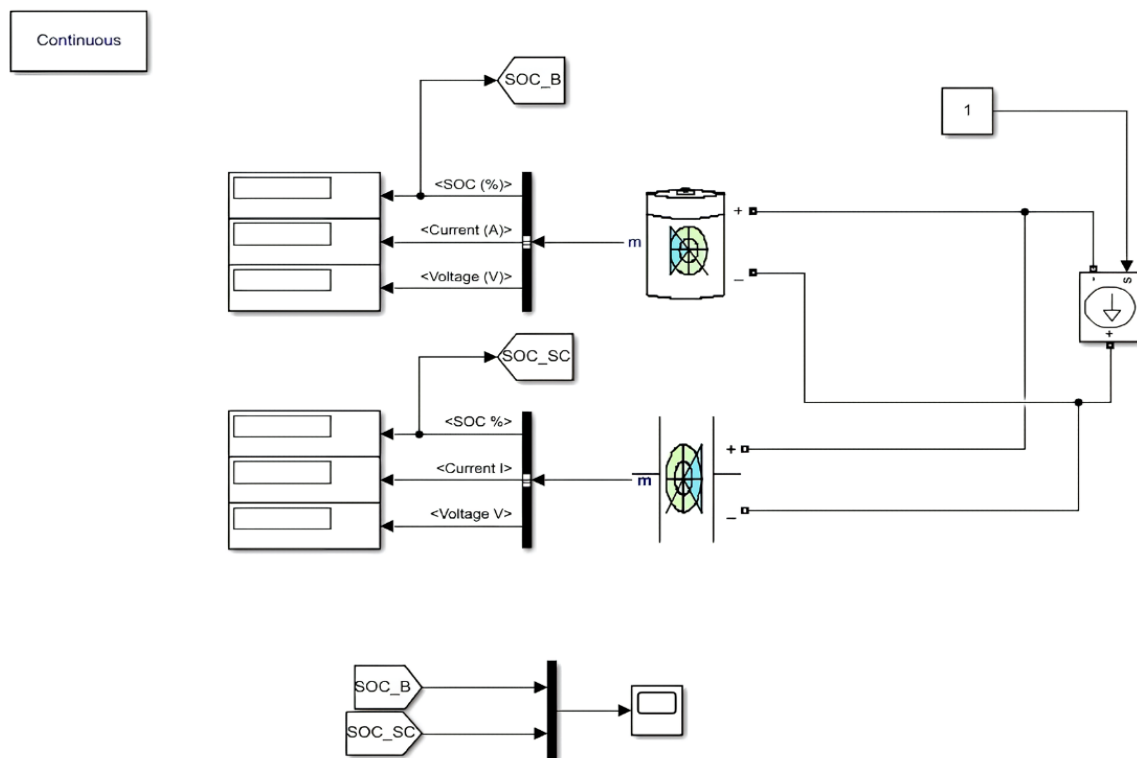 Continuous
SOC_B
1
<SOC (%)>
<Current (A)>
<Voltage (V)>
m
+
_
- s
+
SOC_SC
<SOC %>
<Current I>
<Voltage V>
m
+
_
SOC_B
SOC_SC